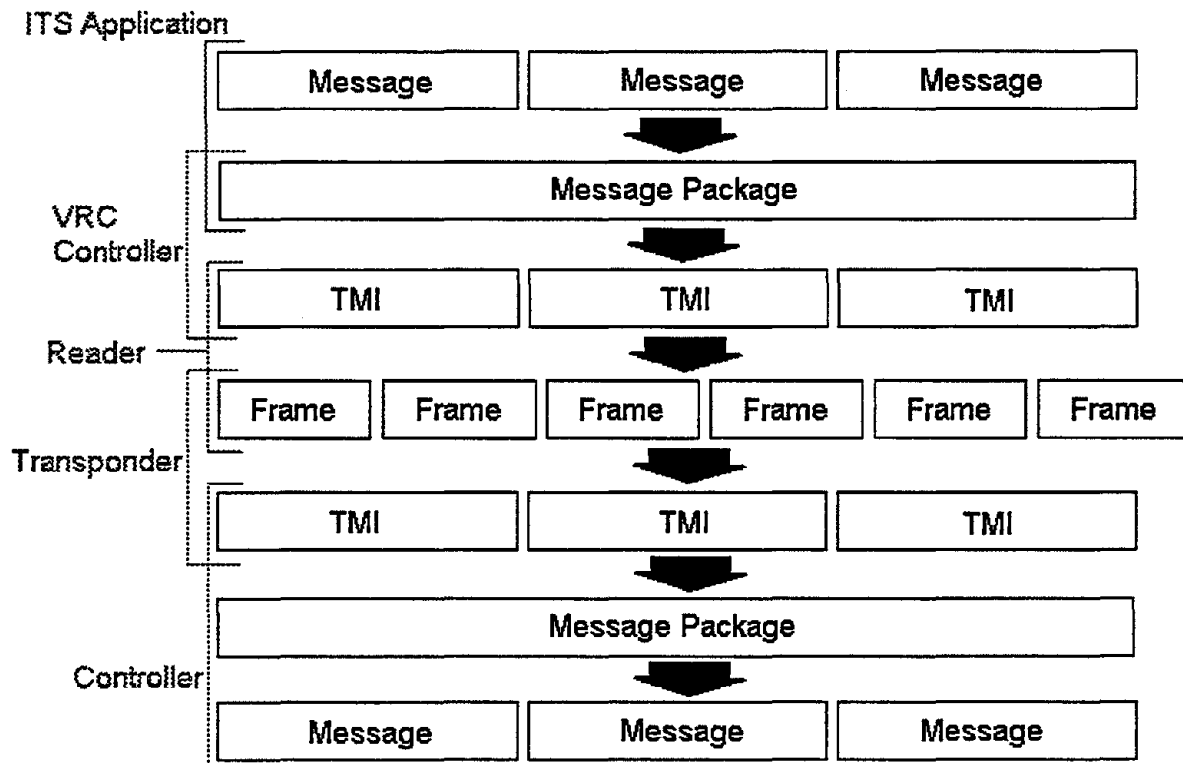 ITS Application
Message Message Message
Message Package
VRC
Controller
TMI TMI TMI
Reader
Frame Frame Frame Frame Frame Frame
Transponder
TMI TMI TMI
Message Package
Controller
Message Message Message